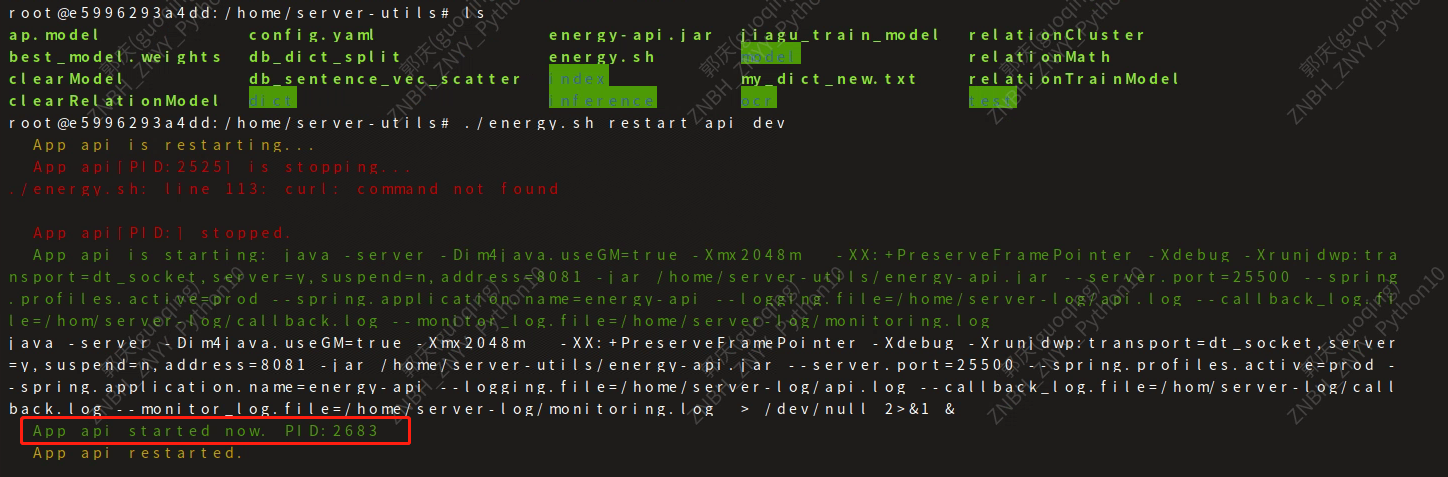 root@e5996293a4dd:/home/server-utils# ls
ap.model config.yaml energy-api.jar jiagu_train_model relationCluster
best_model.weights db_dict_split energy.sh model relationMath
clearModel db_sentence_vec_scatter index my_dict_new.txt relationTrainModel
clearRelationModel dict inference ocr test
root@e5996293a4dd:/home/server-utils# ./energy.sh restart api dev
App api is restarting...
App api[PID:2525] is stopping...
./energy.sh: line 113: curl: command not found
App api[PID:] stopped.
App api is starting: java -server -Dim4java.useGM=true -Xmx2048m -XX:+PreserveFramePointer -Xdebug -Xrunjdwp:tra
nsport=dt_socket,server=y,suspend=n,address=8081 -jar /home/server-utils/energy-api.jar --server.port=25500 --spring
.profiles.active=prod --spring.application.name=energy-api --logging.file=/home/server-log/api.log --callback_log.fi
le=/hom/server-log/callback.log --monitor_log.file=/home/server-log/monitoring.log
java -server -Dim4java.useGM=true -Xmx2048m -XX:+PreserveFramePointer -Xdebug -Xrunjdwp:transport=dt_socket,server
=y,suspend=n,address=8081 -jar /home/server-utils/energy-api.jar --server.port=25500 --spring.profiles.active=prod -
-spring.application.name=energy-api --logging.file=/home/server-log/api.log --callback_log.file=/hom/server-log/call
back.log --monitor_log.file=/home/server-log/monitoring.log > /dev/null 2>&1 &
App api started now. PID:2683
App api restarted.
郭庆(guoqing)
ZNBH_ZNYY_Python10